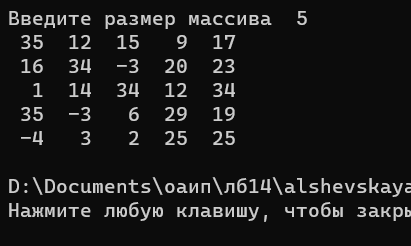 Введите размер массива  5
 35  12  15   9  17
 16  34  -3  20  23
  1  14  34  12  34
 35  -3   6  29  19
 -4   3   2  25  25
D:\Documents\оаип\лб14\alshevskaya
Нажмите любую клавишу, чтобы закры